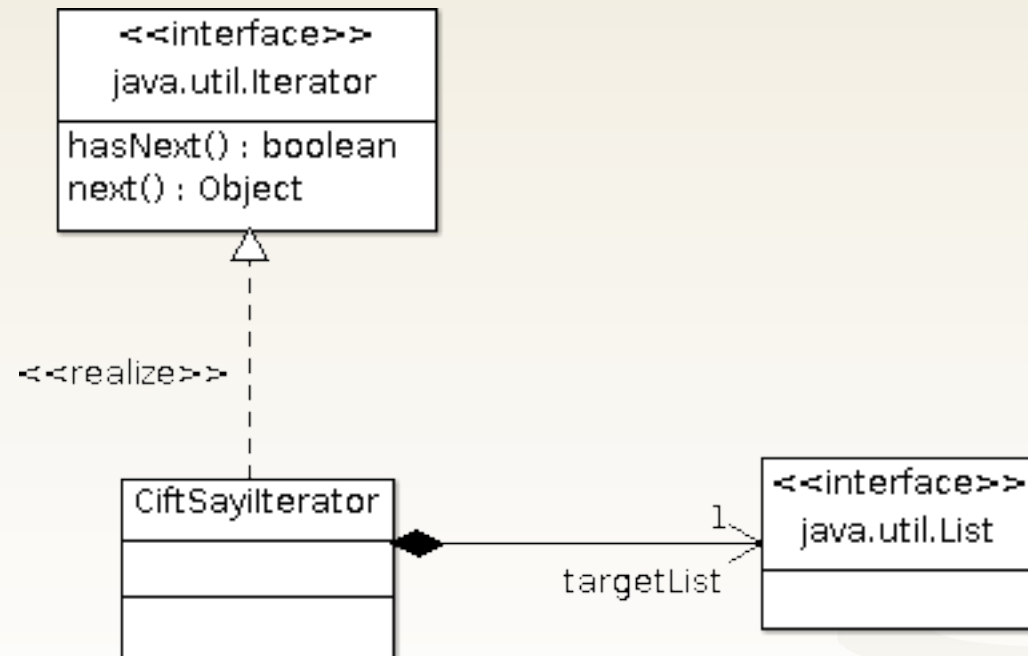 <<interface>>
java.util.Iterator
hasNext() : boolean
next() : Object
<<realize>>
CiftSayiIterator
1
targetList
<<interface>>
java.util.List